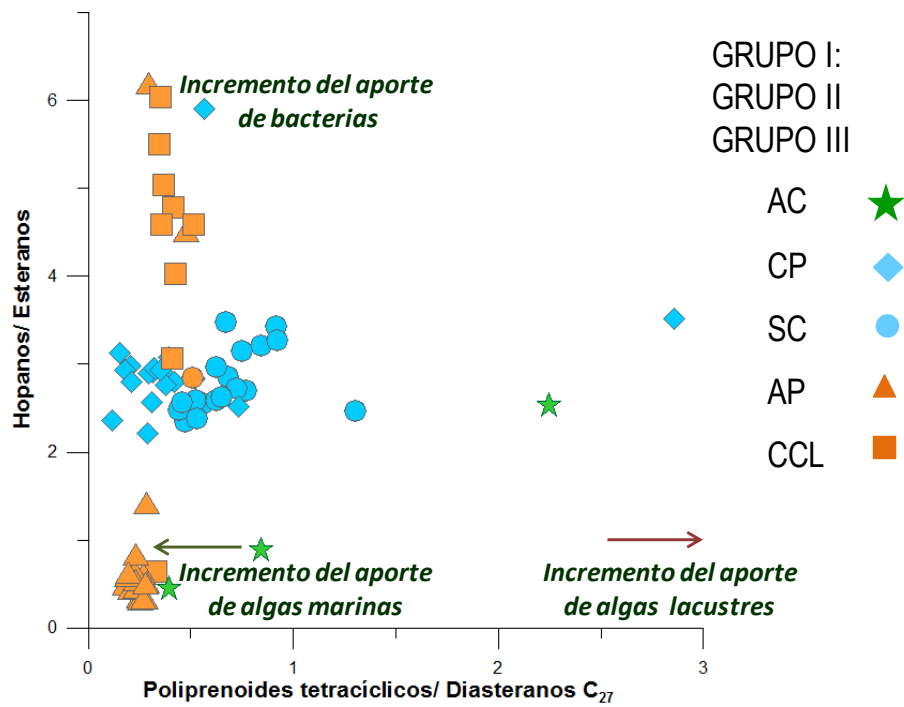 Hopanos/ Esteranos
6
4
2
0
0
1
2
3
Poliprenoides tetracíclicos/ Diasteranos C27
Incremento del aporte
de bacterias
Incremento del aporte
de algas marinas
Incremento del aporte
de algas lacustres
GRUPO I:
GRUPO II
GRUPO III
AC
CP
SC
AP
CCL